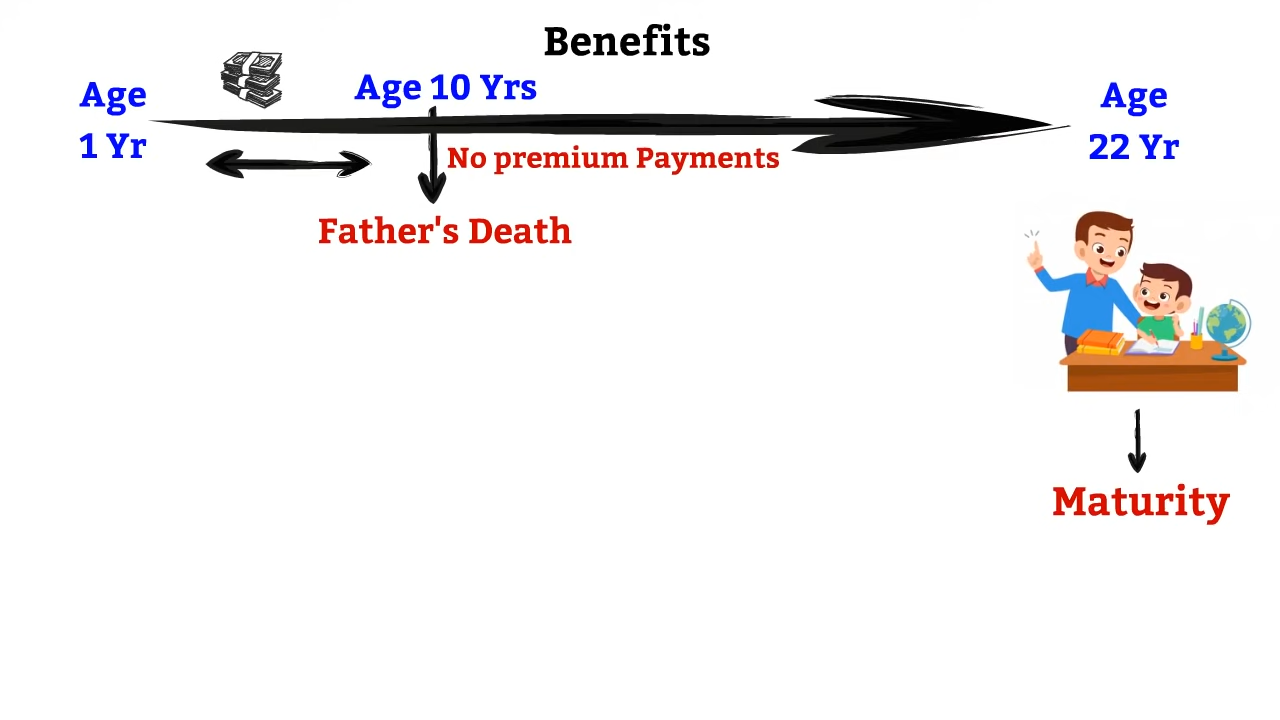 Benefits
Age
1 Yr
Age 10 Yrs
Age
22 Yr
No premium Payments
Father's Death
Maturity